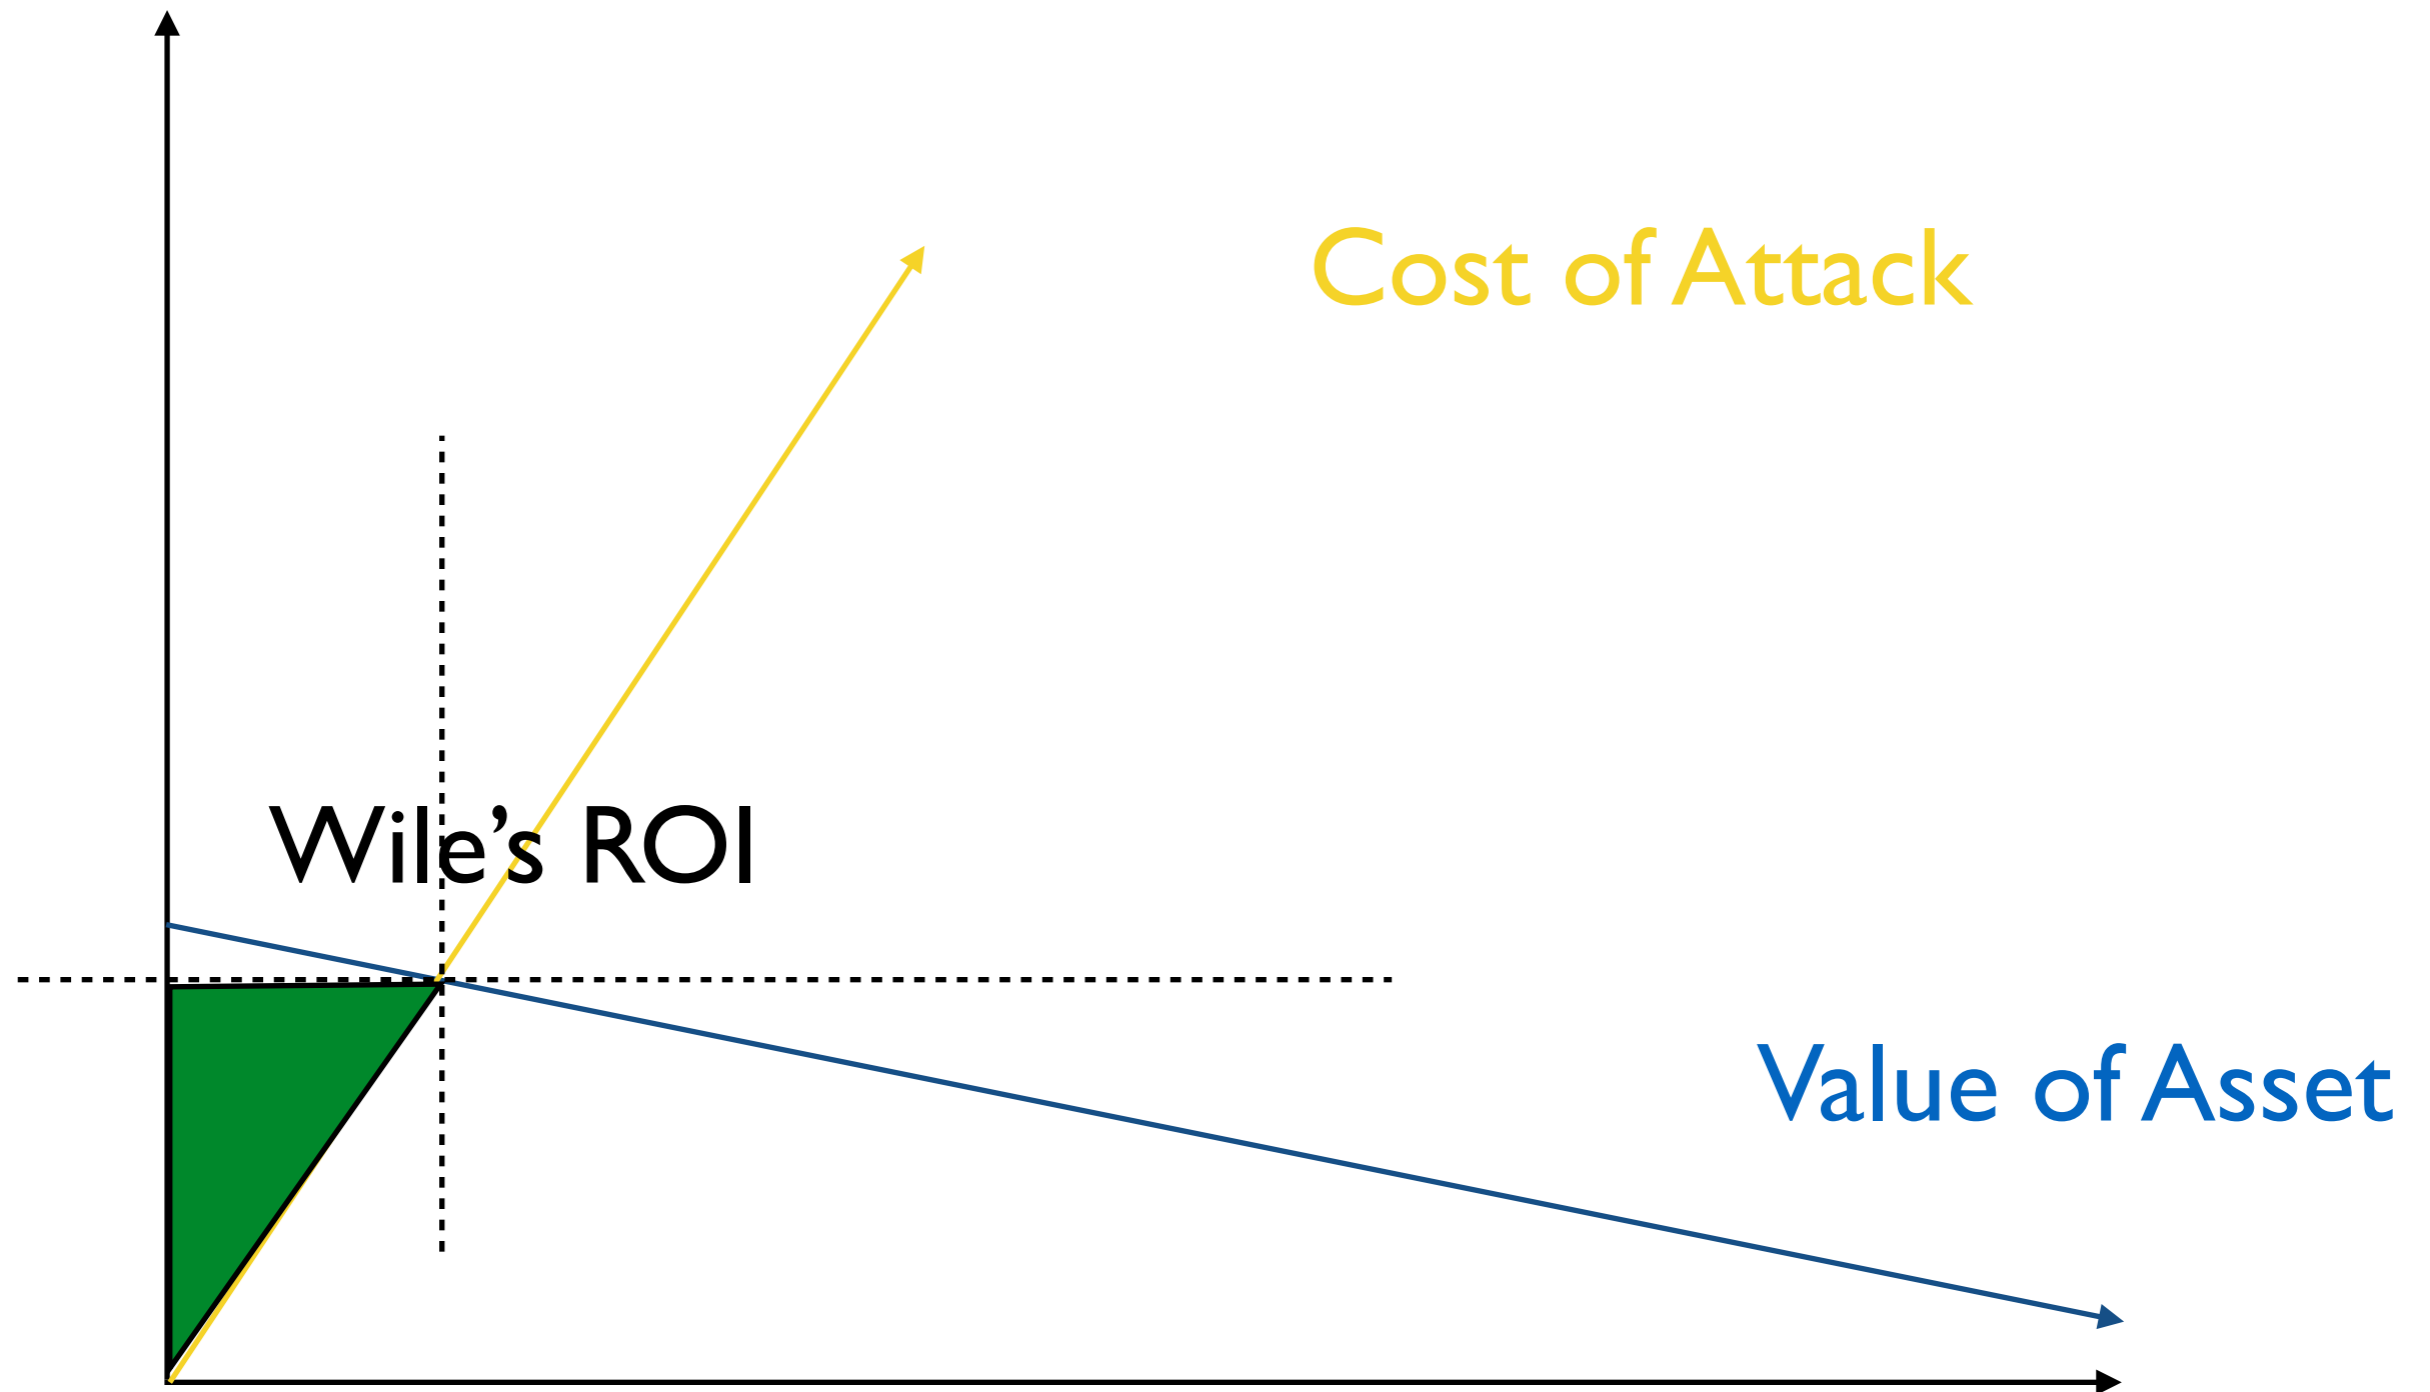 Cost of Attack
Wile’s ROI
Value of Asset